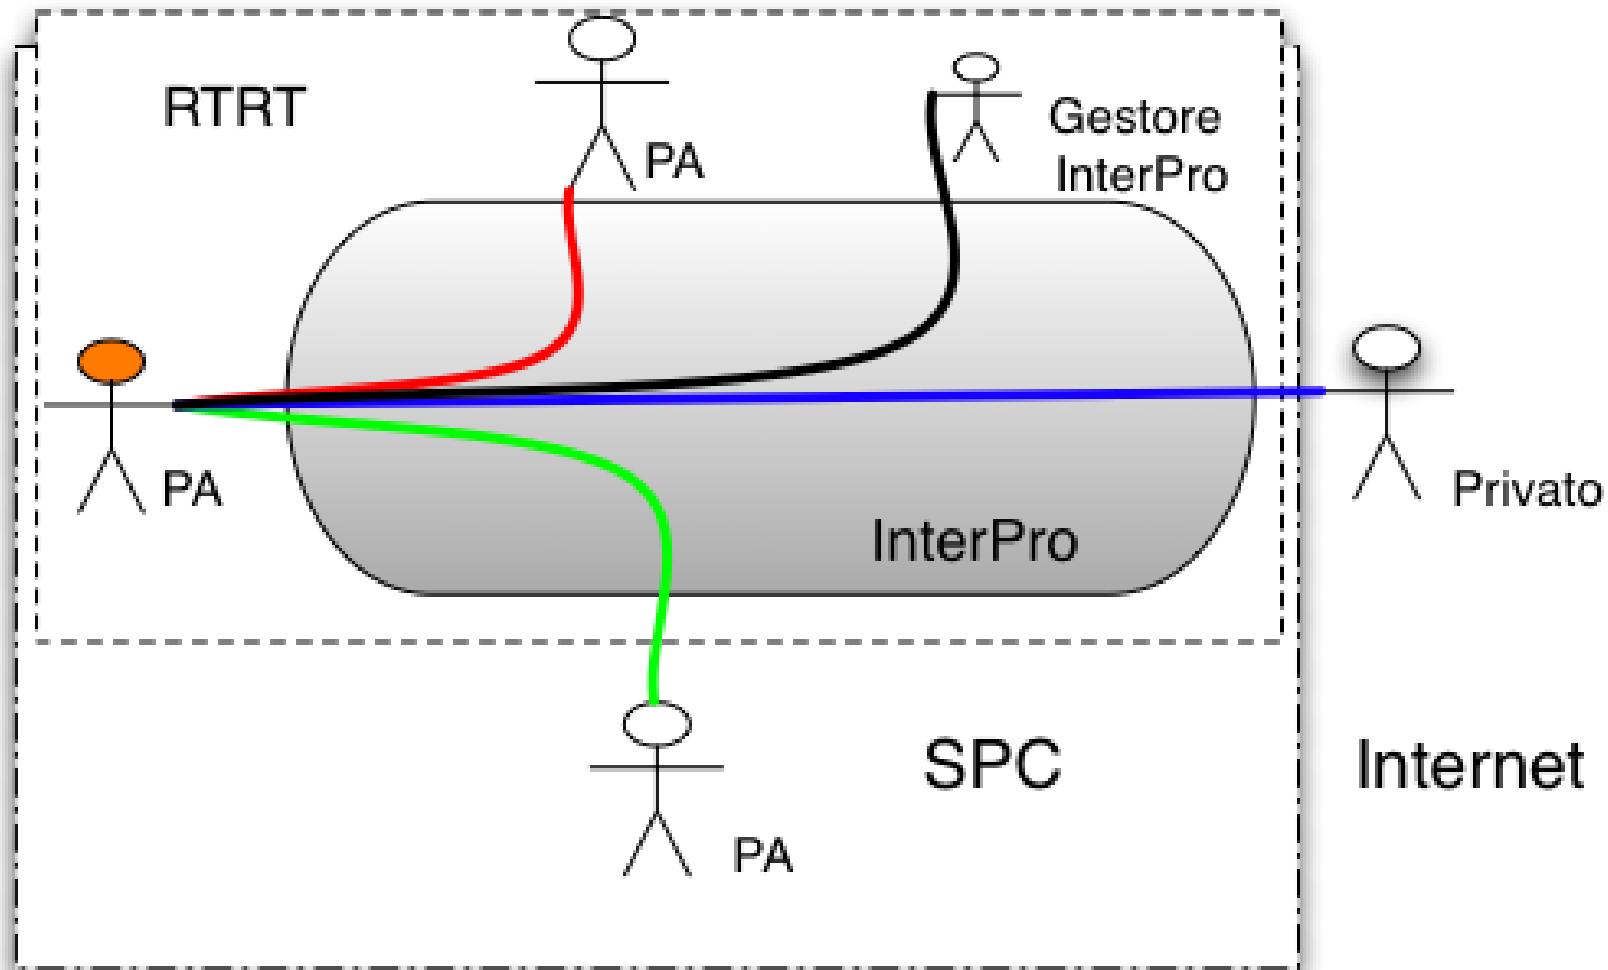 RTRT
PA
Gestore
InterPro
PA
Privato
InterPro
SPC
Internet
PA